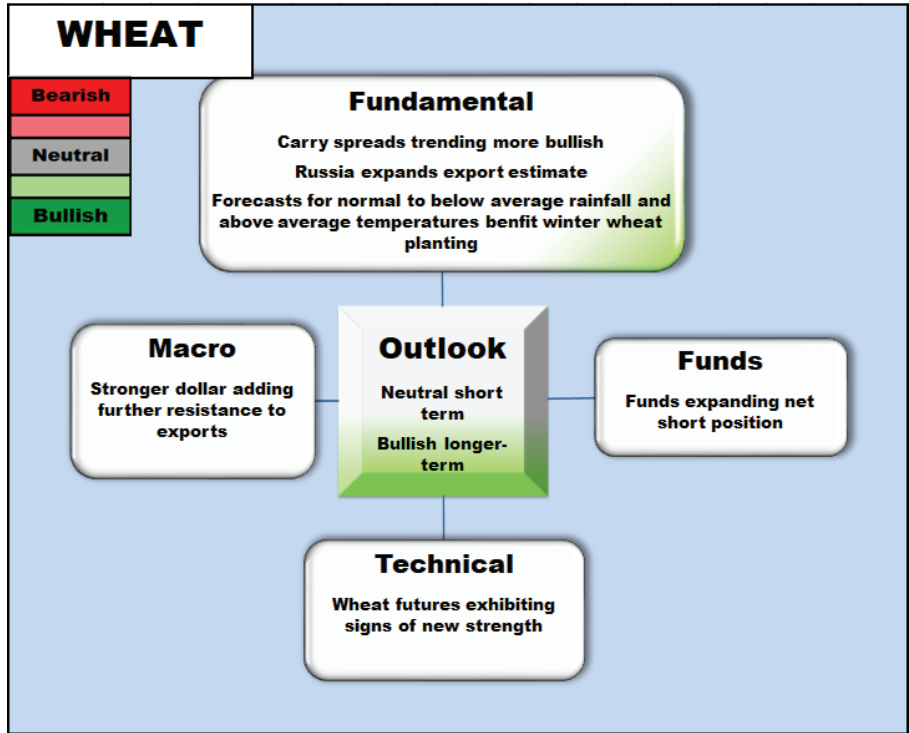 WHEAT
Bearish
Neutral
Bullish
Fundamental
Carry spreads trending more bullish
Russia expands export estimate
Forecasts for normal to below average rainfall and
above average temperatures benfit winter wheat
planting
Macro
Stronger dollar adding
further resistance to
exports
Outlook
Neutral short
term
Bullish longer-
term
Funds
Funds expanding net
short position
Technical
Wheat futures exhibiting
signs of new strength